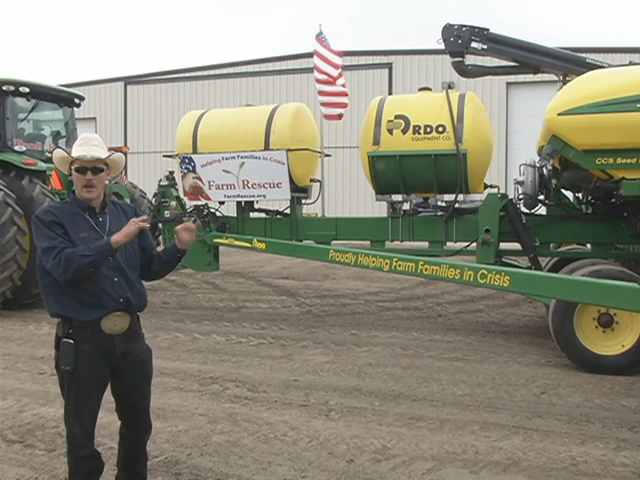 Helping Farm Families in Crisis
Farm Rescue
FarmRescue.org
RDO
EQUIPMENT CO.
CCS Seed
RDO
Proudly Helping Farm Families in Crisis